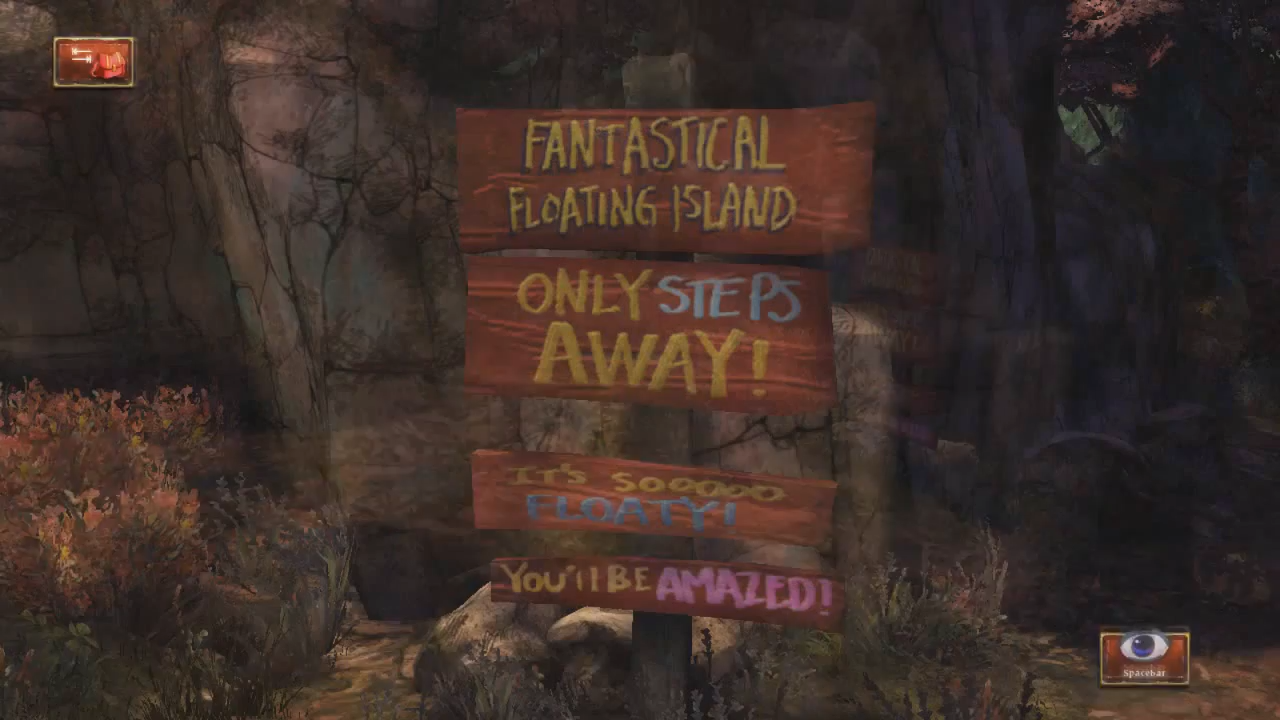 FANTASTICAL
FLOATING ISLAND
ONLY STEPS
AWAY!
IT'S SOOOOO
FLOATY!
YOU'll BE AMAZED!
Spacebar